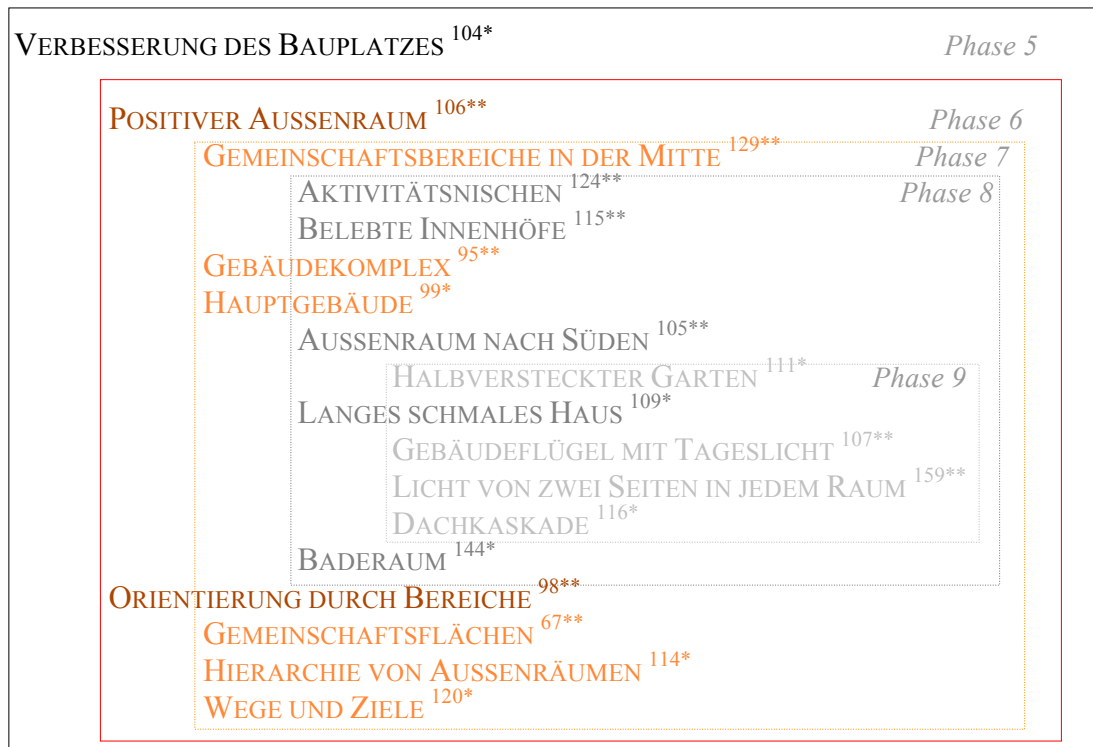 VERBESSERUNG DES BAUPLATZES 104* Phase 5
POSITIVER AUSSENRAUM 106** Phase 6
GEMEINSCHAFTSBEREICHE IN DER MITTE 129** Phase 7
AKTIVITÄTSNISCHEN 124** Phase 8
BELEBTE INNENHÖFE 115**
GEBÄUDEKOMPLEX 95**
HAUPTGEBÄUDE 99*
AUSSENRAUM NACH SÜDEN 105**
HALBVERSTECKTER GARTEN 111* Phase 9
LANGES SCHMALES HAUS 109*
GEBÄUDEFLÜGEL MIT TAGESLICHT 107**
LICHT VON ZWEI SEITEN IN JEDEM RAUM 159**
DACHKASKADE 116*
BADERAUM 144*
ORIENTIERUNG DURCH BEREICHE 98**
GEMEINSCHAFTSFLÄCHEN 67**
HIERARCHIE VON AUSSENRÄUMEN 114*
WEGE UND ZIELE 120*